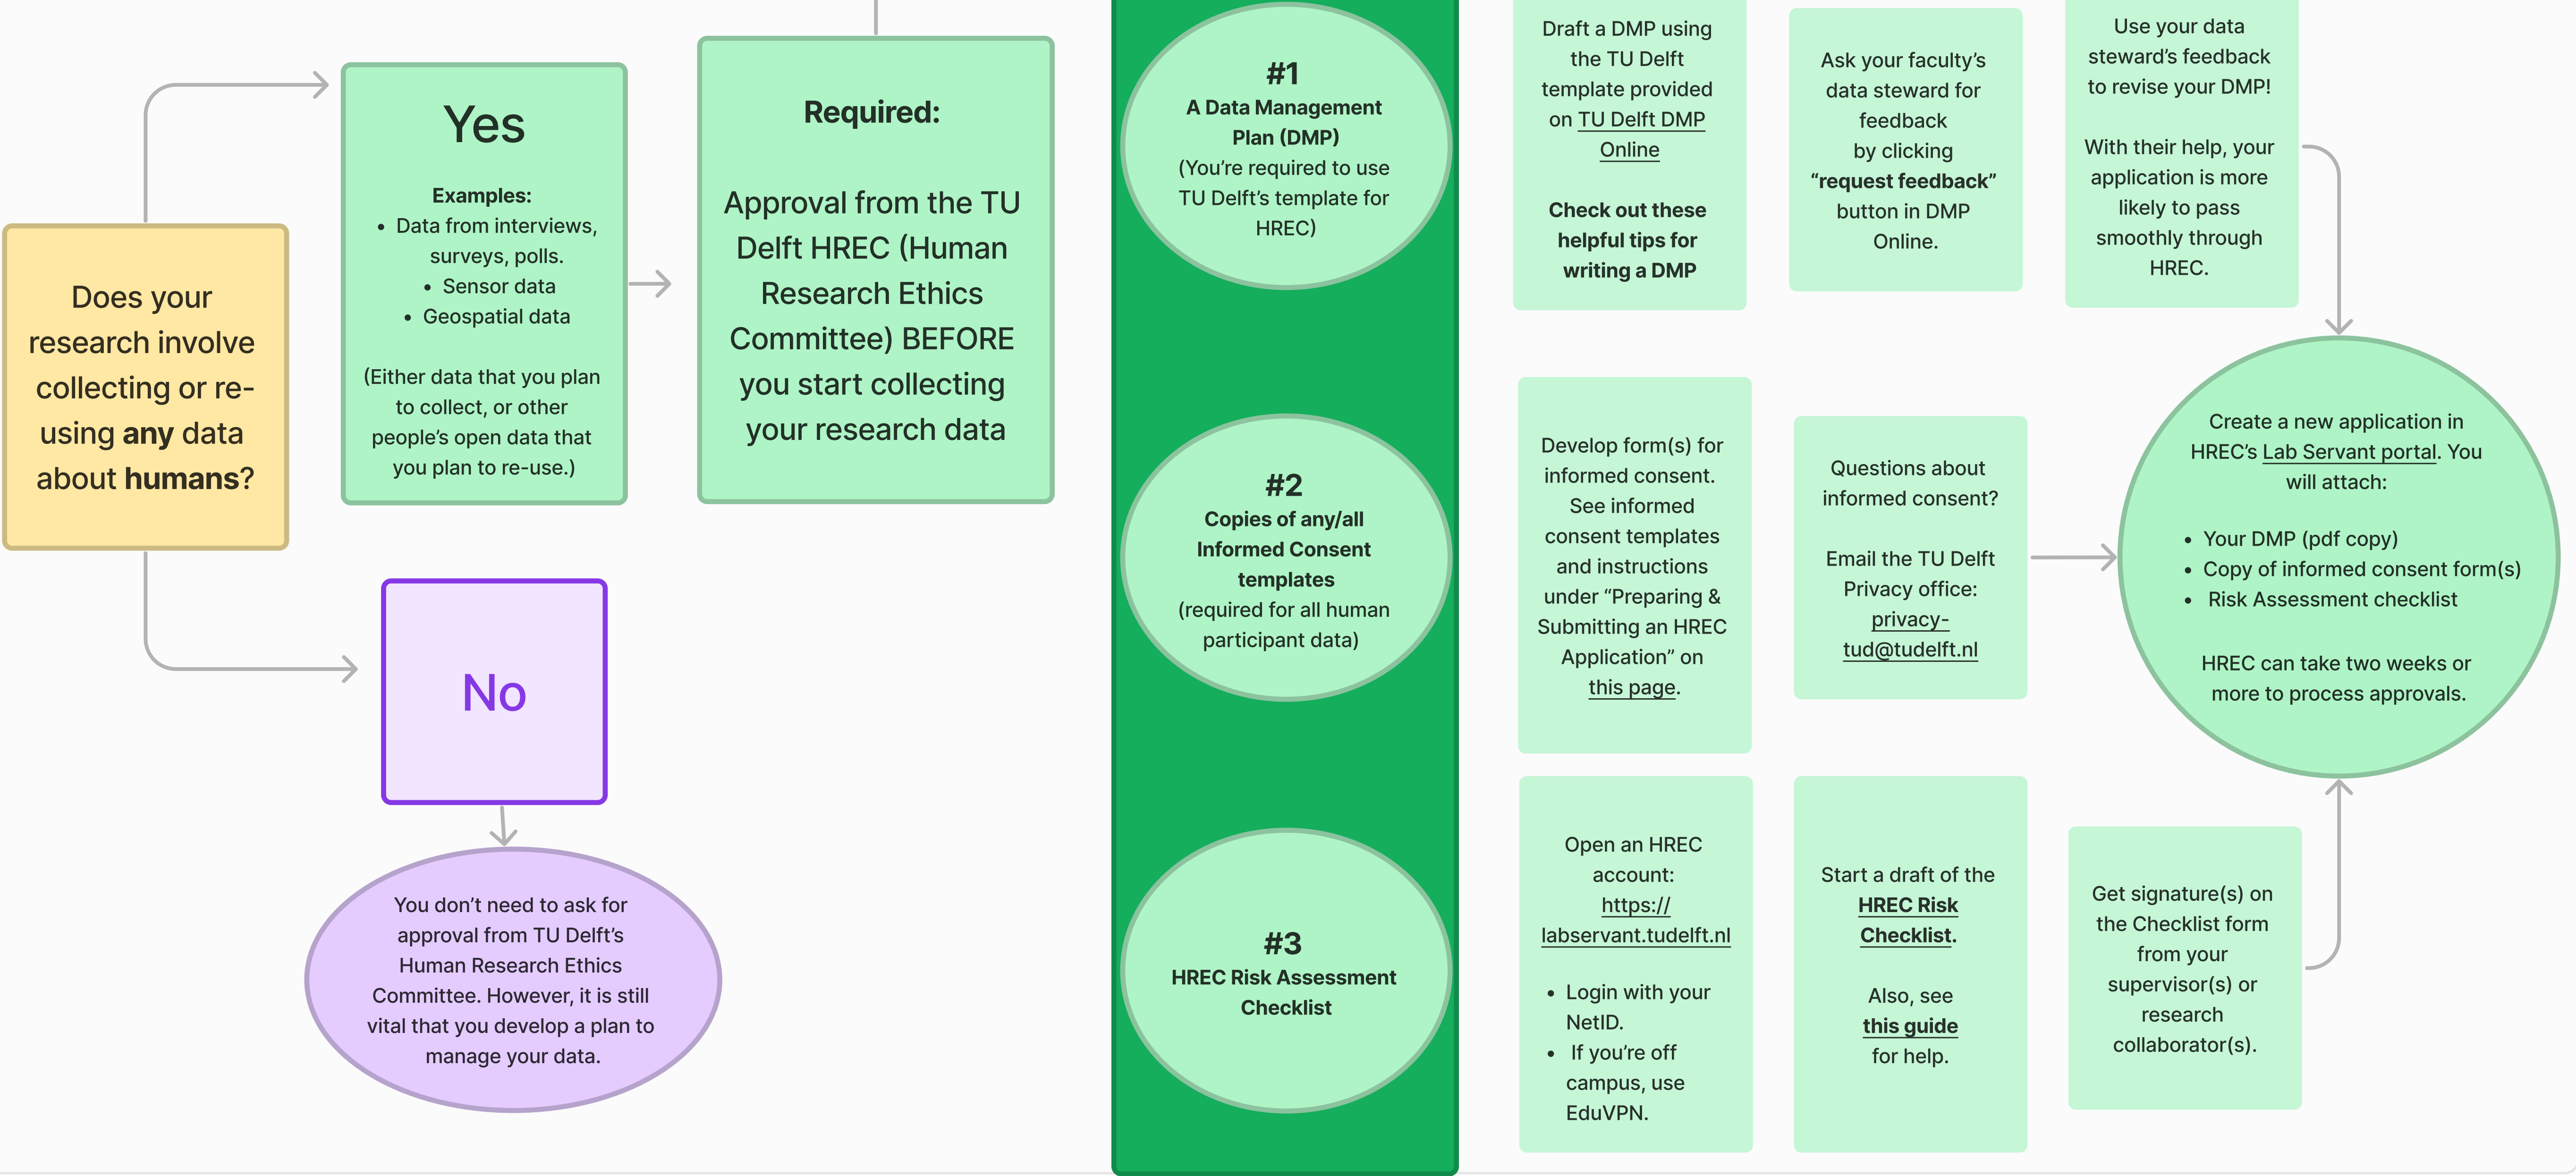 Does your
research involve
collecting or re-
using any data
about humans?
Yes
Examples:
• Data from interviews,
surveys, polls.
• Sensor data
• Geospatial data
(Either data that you plan
to collect, or other
people’s open data that
you plan to re-use.)
Required:
Approval from the TU
Delft HREC (Human
Research Ethics
Committee) BEFORE
you start collecting
your research data
No
You don’t need to ask for
approval from TU Delft’s
Human Research Ethics
Committee. However, it is still
vital that you develop a plan to
manage your data.
#1
A Data Management
Plan (DMP)
(You’re required to use
TU Delft’s template for
HREC)
Draft a DMP using
the TU Delft
template provided
on TU Delft DMP
Online
Check out these
helpful tips for
writing a DMP
Ask your faculty’s
data steward for
feedback
by clicking
“request feedback”
button in DMP
Online.
Use your data
steward’s feedback
to revise your DMP!
With their help, your
application is more
likely to pass
smoothly through
HREC.
#2
Copies of any/all
Informed Consent
templates
(required for all human
participant data)
Develop form(s) for
informed consent.
See informed
consent templates
and instructions
under “Preparing &
Submitting an HREC
Application” on
this page.
Questions about
informed consent?
Email the TU Delft
Privacy office:
privacy-
tud@tudelft.nl
Create a new application in
HREC’s Lab Servant portal. You
will attach:
• Your DMP (pdf copy)
• Copy of informed consent form(s)
• Risk Assessment checklist
HREC can take two weeks or
more to process approvals.
#3
HREC Risk Assessment
Checklist
Open an HREC
account:
https://
labservant.tudelft.nl
• Login with your
NetID.
• If you’re off
campus, use
EduVPN.
Start a draft of the
HREC Risk
Checklist.
Also, see
this guide
for help.
Get signature(s) on
the Checklist form
from your
supervisor(s) or
research
collaborator(s).